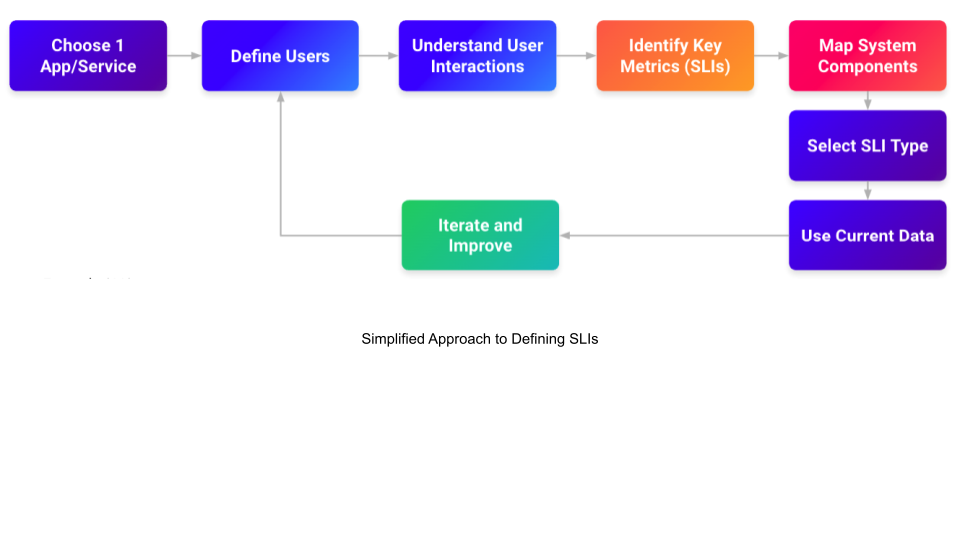 Choose 1
App/Service
Define Users
Understand User
Interactions
Identify Key
Metrics (SLIs)
Map System
Components
Select SLI Type
Use Current Data
Iterate and
Improve
Simplified Approach to Defining SLIs